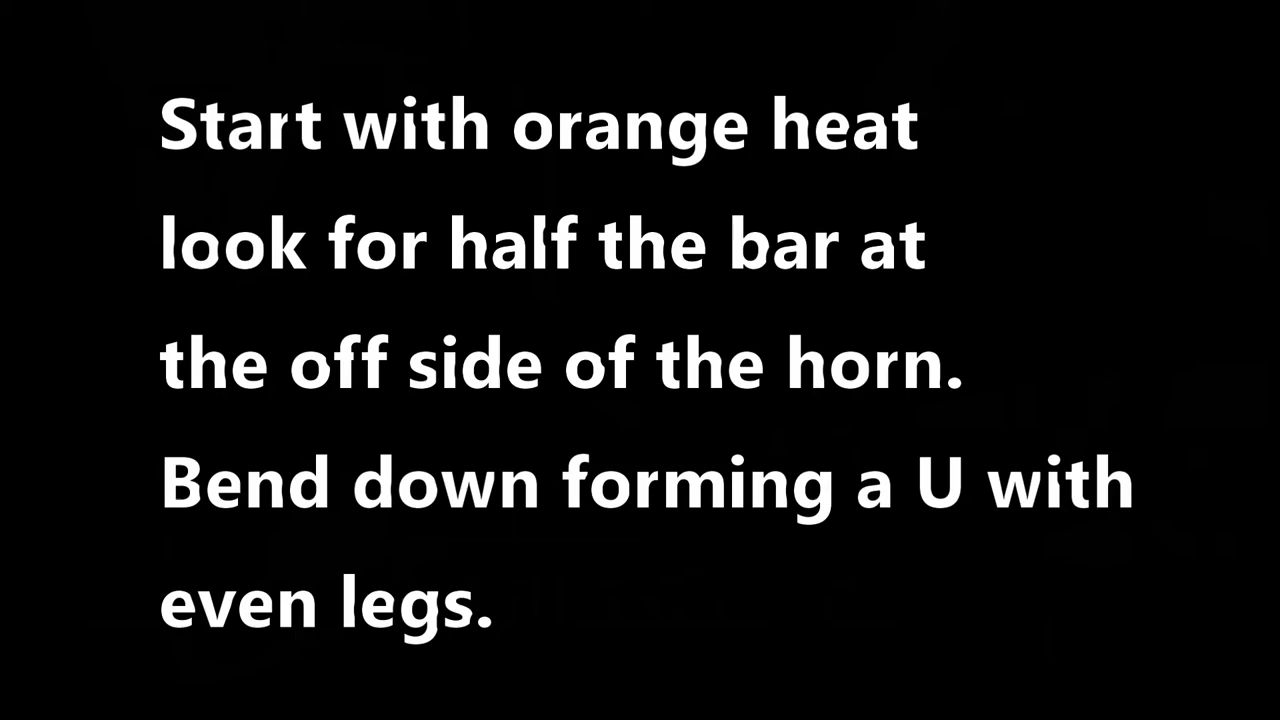 Start with orange heat
look for half the bar at
the off side of the horn.
Bend down forming a U with
even legs.